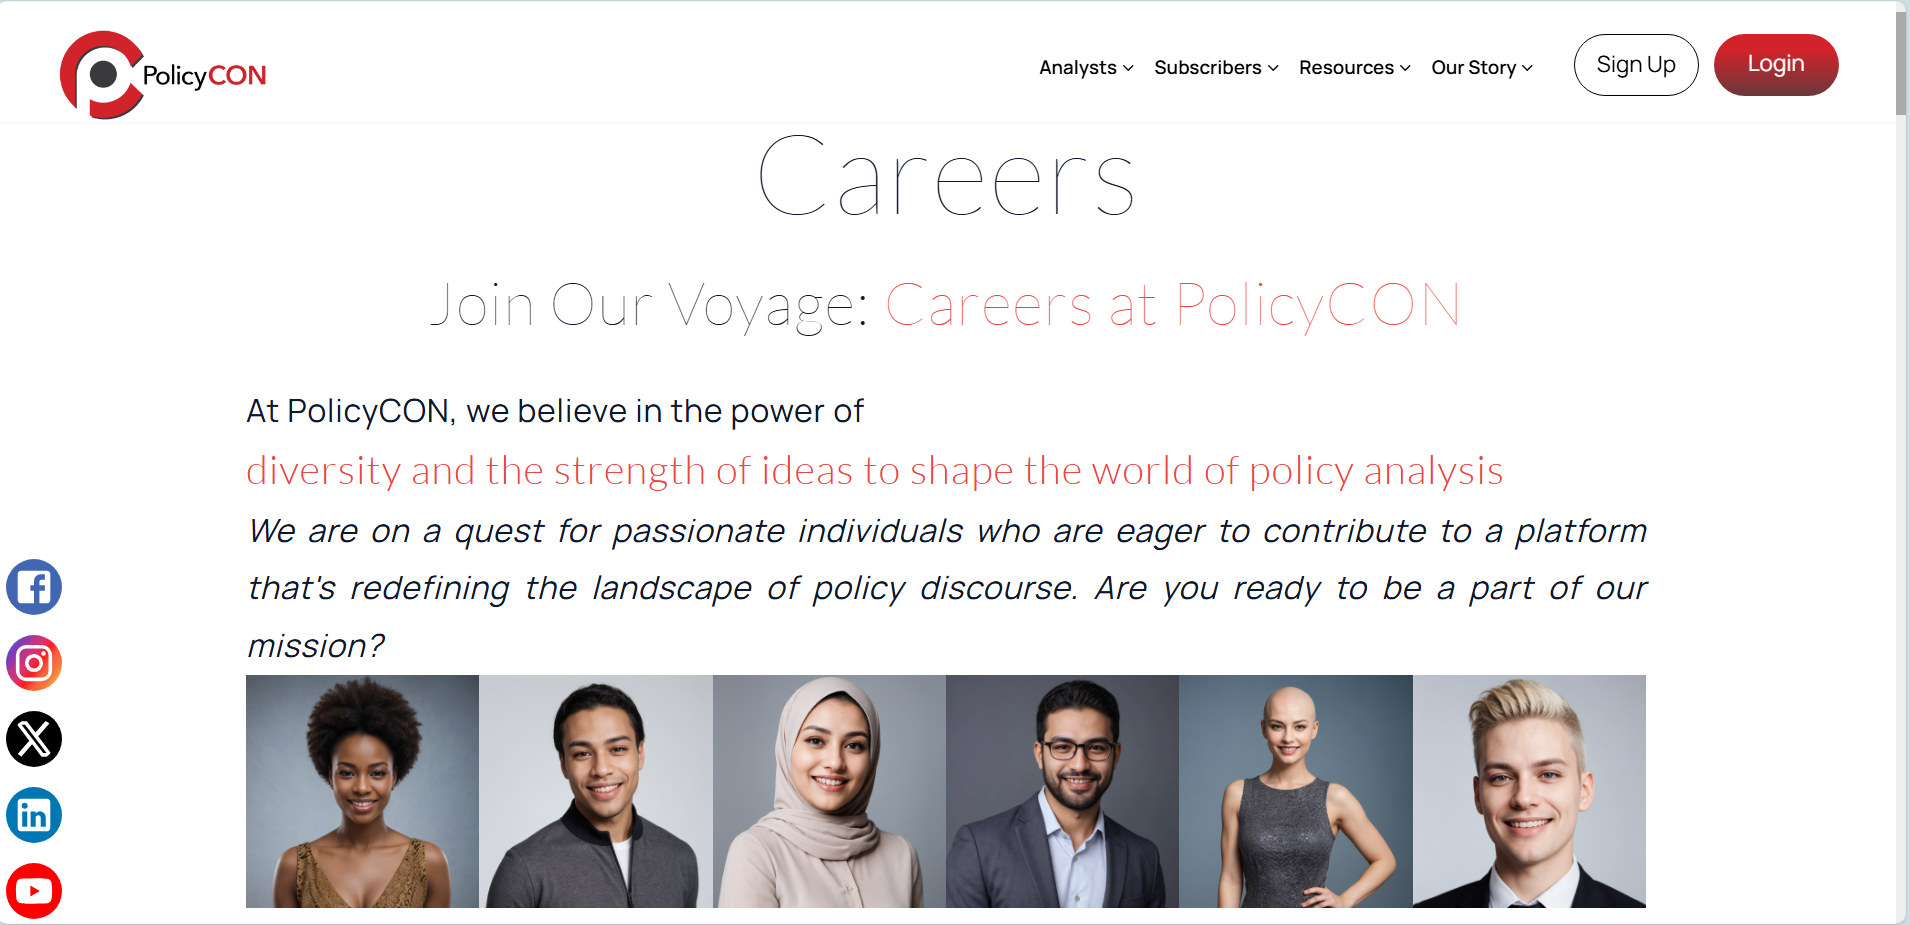 PolicyCON
Analysts
Subscribers
Resources
Our Story
Sign Up
Login
Careers
Join Our Voyage: Careers at PolicyCON
At PolicyCON, we believe in the power of
diversity and the strength of ideas to shape the world of policy analysis
We are on a quest for passionate individuals who are eager to contribute to a platform
that's redefining the landscape of policy discourse. Are you ready to be a part of our
mission?